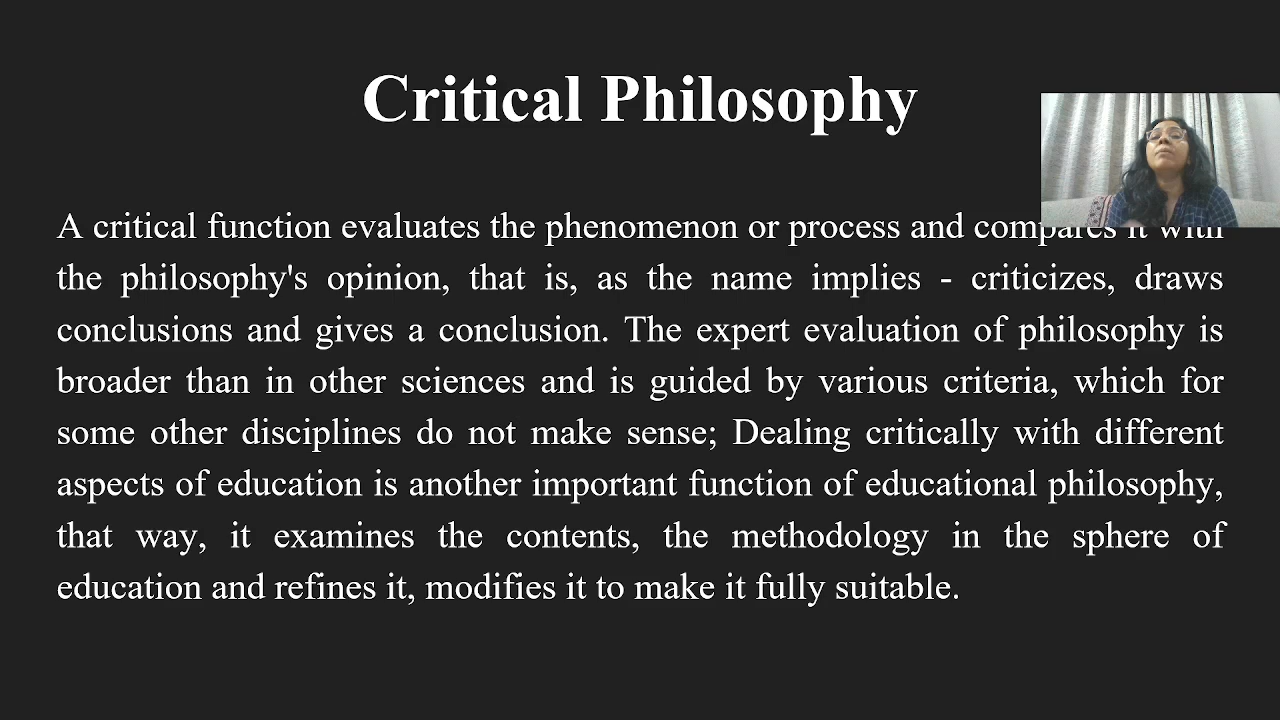 Critical Philosophy
A critical function evaluates the phenomenon or process and compares it with
the philosophy's opinion, that is, as the name implies - criticizes, draws
conclusions and gives a conclusion. The expert evaluation of philosophy is
broader than in other sciences and is guided by various criteria, which for
some other disciplines do not make sense; Dealing critically with different
aspects of education is another important function of educational philosophy,
that way, it examines the contents, the methodology in the sphere of
education and refines it, modifies it to make it fully suitable.